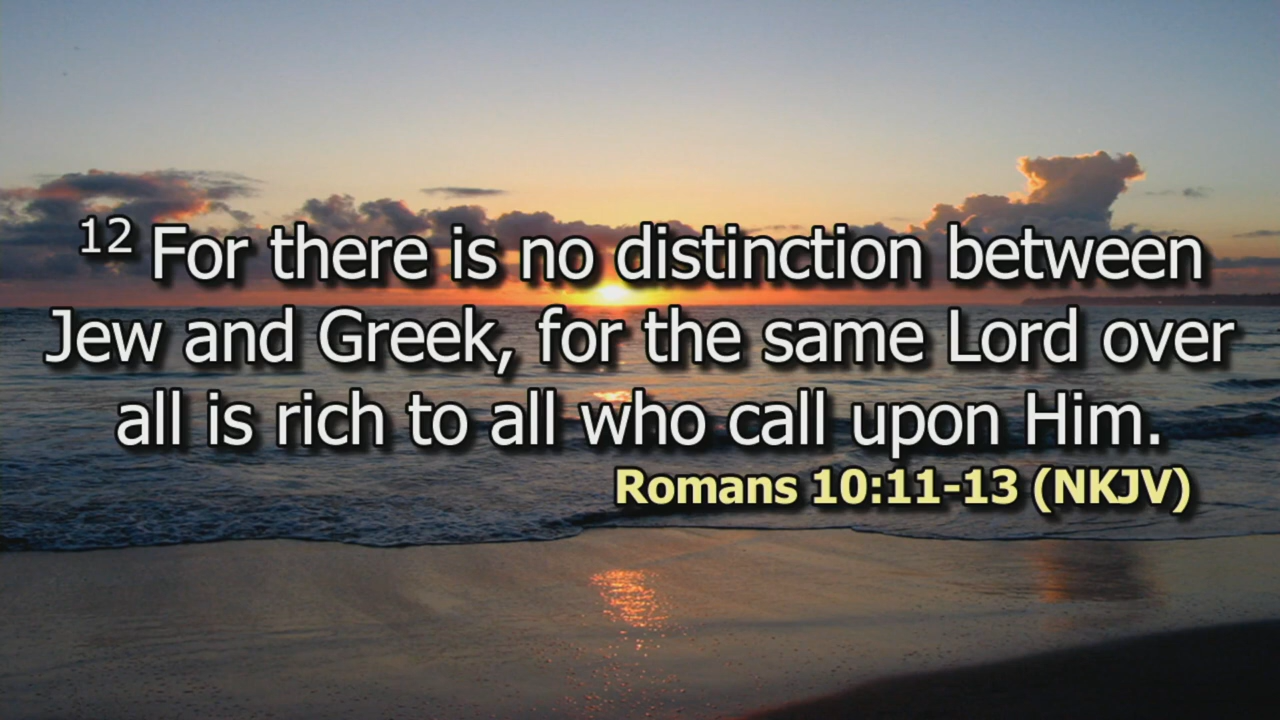 12 For there is no distinction between
Jew and Greek, for the same Lord over
all is rich to all who call upon Him.
Romans 10:11-13 (NKJV)